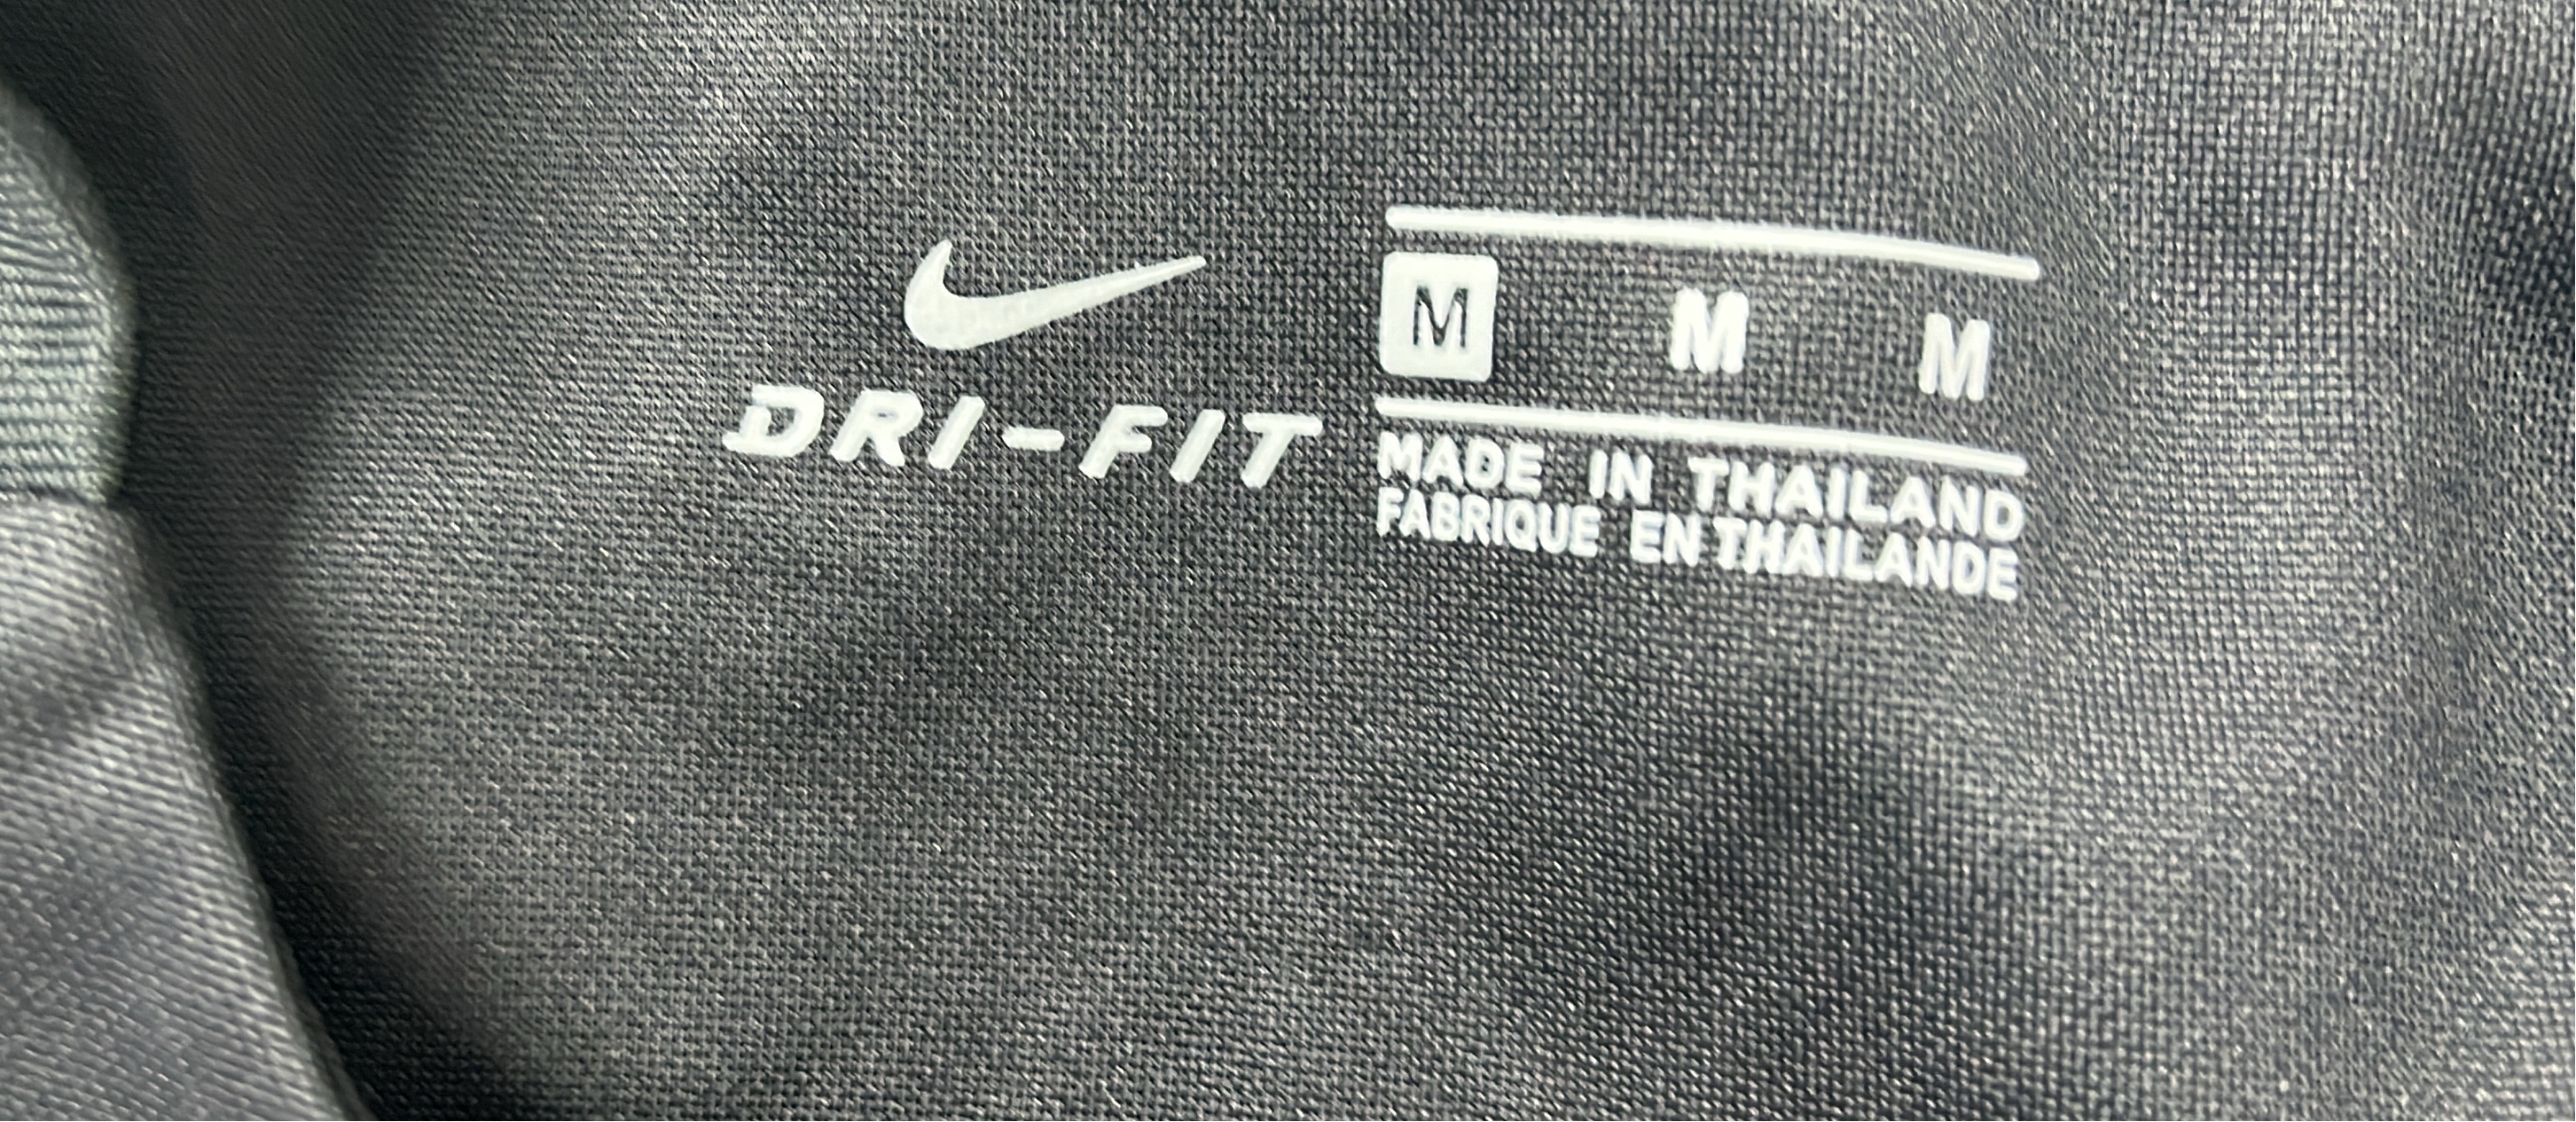 DRI-FIT
M M M
MADE IN THAILAND
FABRIQUE EN THAILANDE